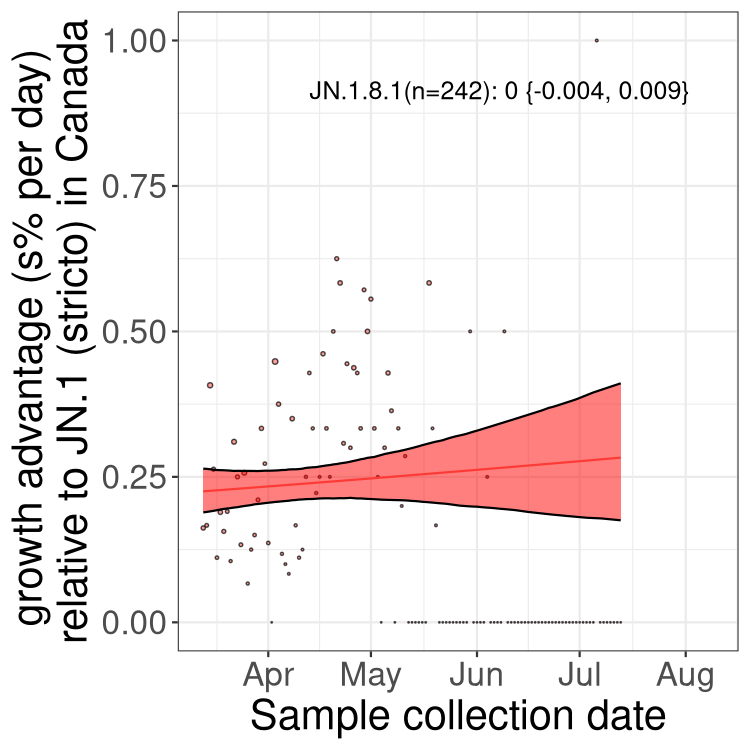 growth advantage (s% per day)
relative to JN.1 (stricto) in Canada
1.00
0.75
0.50
0.25
0.00
JN.1.8.1(n=242): 0 {-0.004, 0.009}
Apr May Jun Jul Aug
Sample collection date